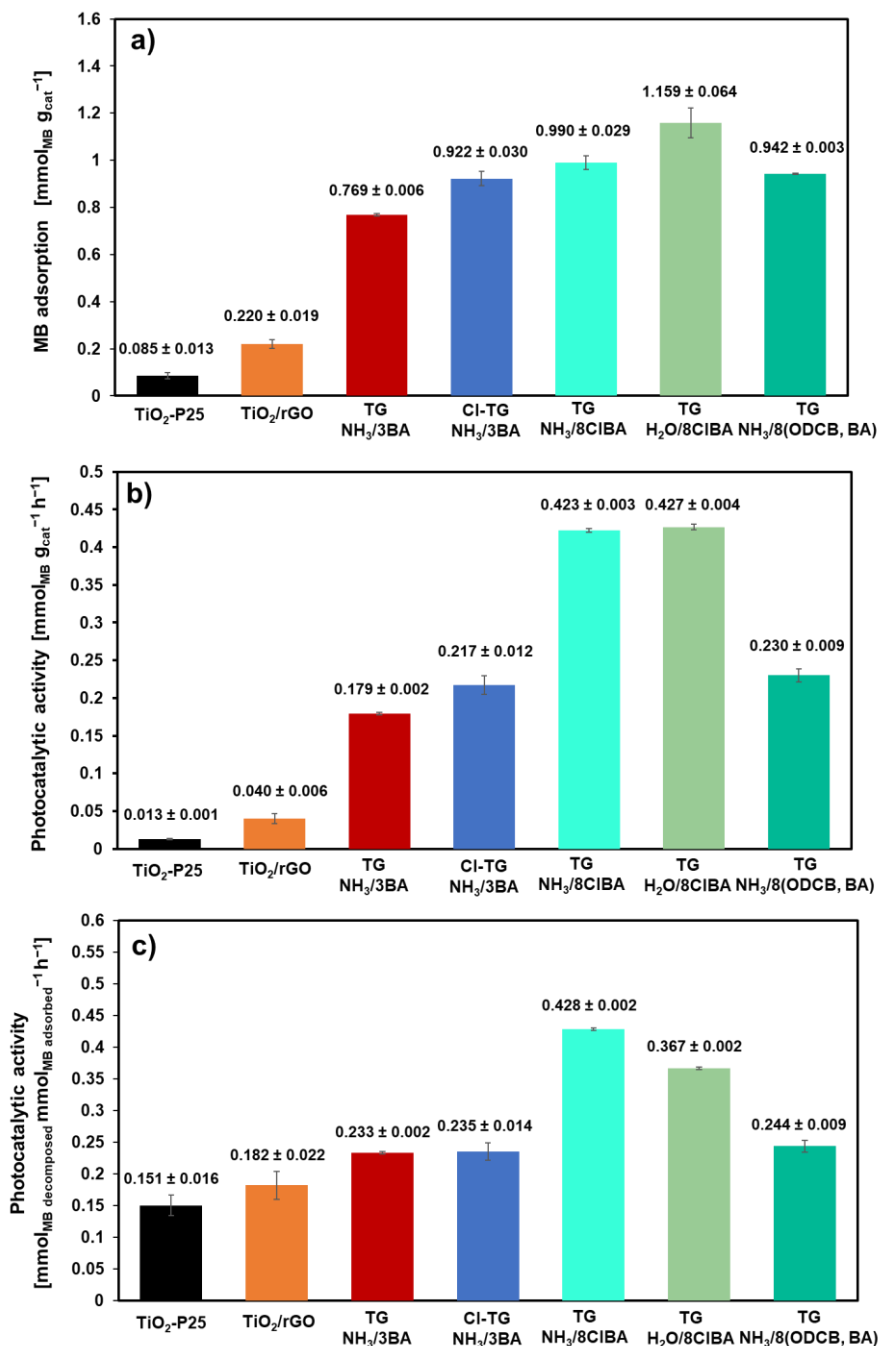 a)
MB adsorption [mmol_MB g_cat⁻¹]
1.6
1.4
1.2
1
0.8
0.6
0.4
0.2
0
0.085 ± 0.013
0.220 ± 0.019
0.769 ± 0.006
0.922 ± 0.030
0.990 ± 0.029
1.159 ± 0.064
0.942 ± 0.003
TiO₂-P25
TiO₂/rGO
TG
NH₃/3BA
Cl-TG
NH₃/3BA
TG
NH₃/8ClBA
TG
H₂O/8ClBA
TG
NH₃/8(ODCB, BA)
b)
Photocatalytic activity [mmol_MB g_cat⁻¹ h⁻¹]
0.5
0.45
0.4
0.35
0.3
0.25
0.2
0.15
0.1
0.05
0
0.013 ± 0.001
0.040 ± 0.006
0.179 ± 0.002
0.217 ± 0.012
0.423 ± 0.003
0.427 ± 0.004
0.230 ± 0.009
TiO₂-P25
TiO₂/rGO
TG
NH₃/3BA
Cl-TG
NH₃/3BA
TG
NH₃/8ClBA
TG
H₂O/8ClBA
TG
NH₃/8(ODCB, BA)
c)
Photocatalytic activity
[mmol_MB decomposed mmol_MB adsorbed⁻¹ h⁻¹]
0.6
0.55
0.5
0.45
0.4
0.35
0.3
0.25
0.2
0.15
0.1
0.05
0
0.151 ± 0.016
0.182 ± 0.022
0.233 ± 0.002
0.235 ± 0.014
0.428 ± 0.002
0.367 ± 0.002
0.244 ± 0.009
TiO₂-P25
TiO₂/rGO
TG
NH₃/3BA
Cl-TG
NH₃/3BA
TG
NH₃/8ClBA
TG
H₂O/8ClBA
TG
NH₃/8(ODCB, BA)